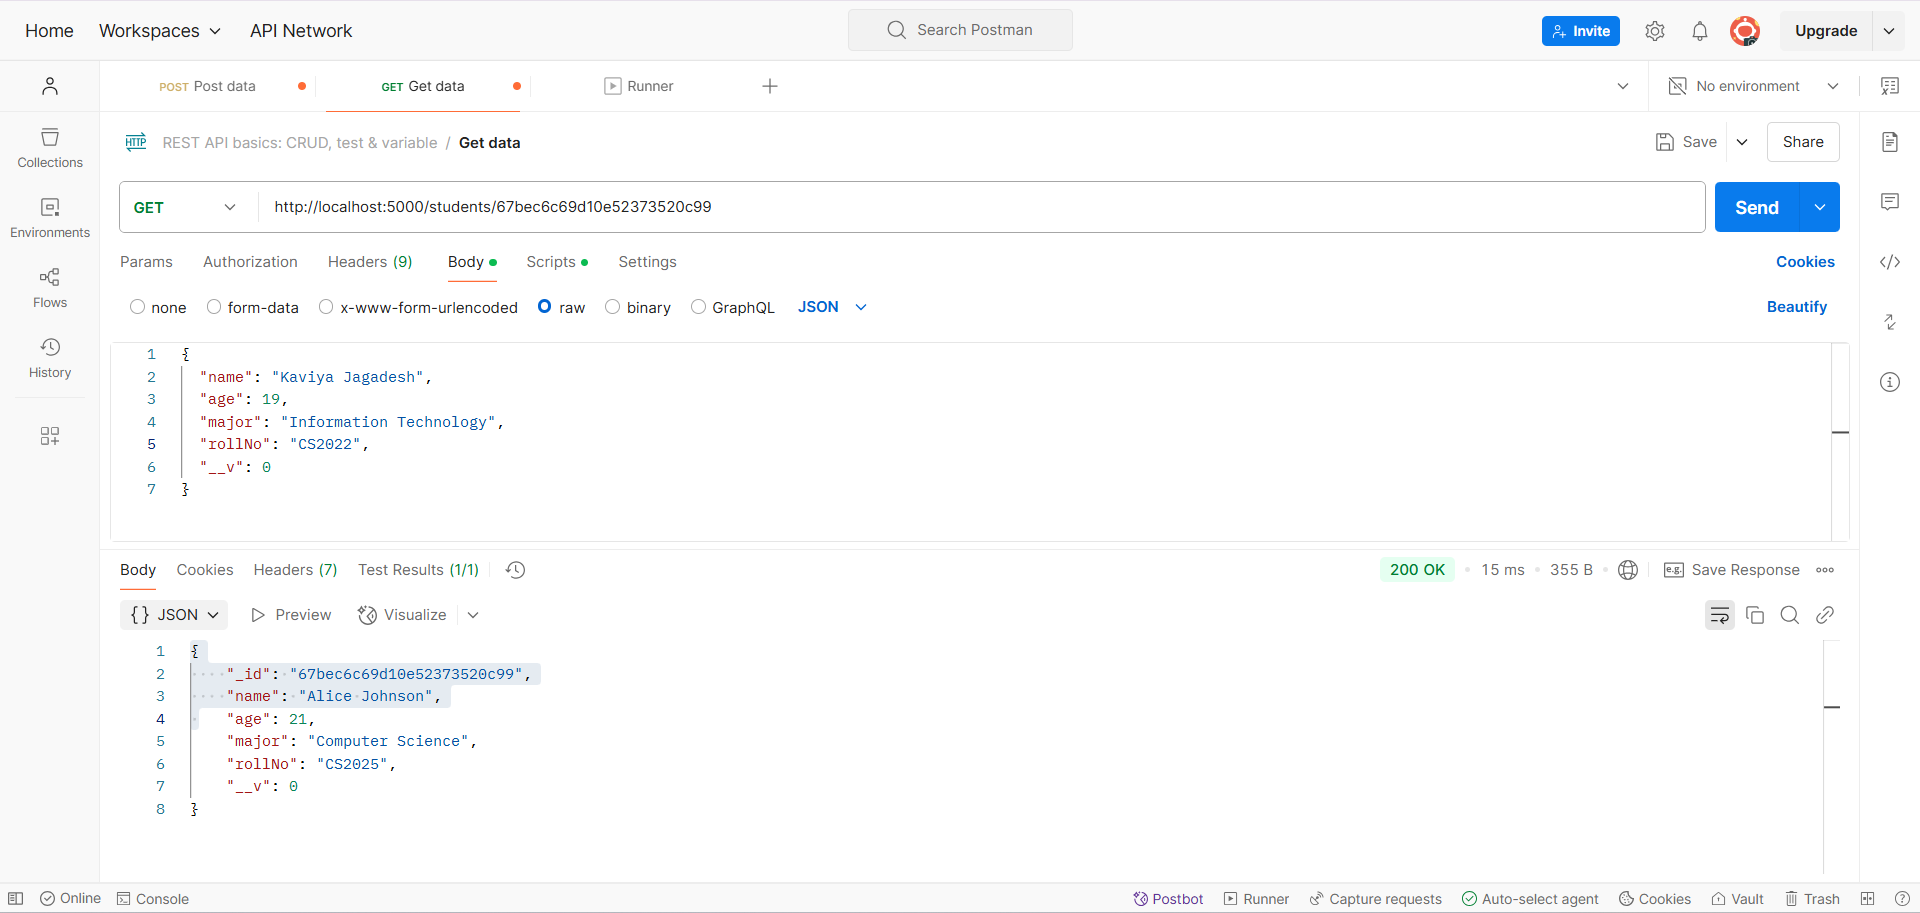 Home Workspaces API Network Search Postman Invite Upgrade
POST Post data GET Get data Runner No environment
REST API basics: CRUD, test & variable / Get data Save Share
Collections
Environments
Flows
History
GET http://localhost:5000/students/67bec6c69d10e52373520c99 Send
Params Authorization Headers (9) Body Scripts Settings Cookies
none form-data x-www-form-urlencoded raw binary GraphQL JSON Beautify
1 {
2 "name": "Kaviya Jagadesh",
3 "age": 19,
4 "major": "Information Technology",
5 "rollNo": "CS2022",
6 "__v": 0
7 }
Body Cookies Headers (7) Test Results (1/1) 200 OK 15 ms 355 B e.g. Save Response
{} JSON Preview Visualize
1 {
2 "_id": "67bec6c69d10e52373520c99",
3 "name": "Alice Johnson",
4 "age": 21,
5 "major": "Computer Science",
6 "rollNo": "CS2025",
7 "__v": 0
8 }
Online Console Postbot Runner Capture requests Auto-select agent Cookies Vault Trash